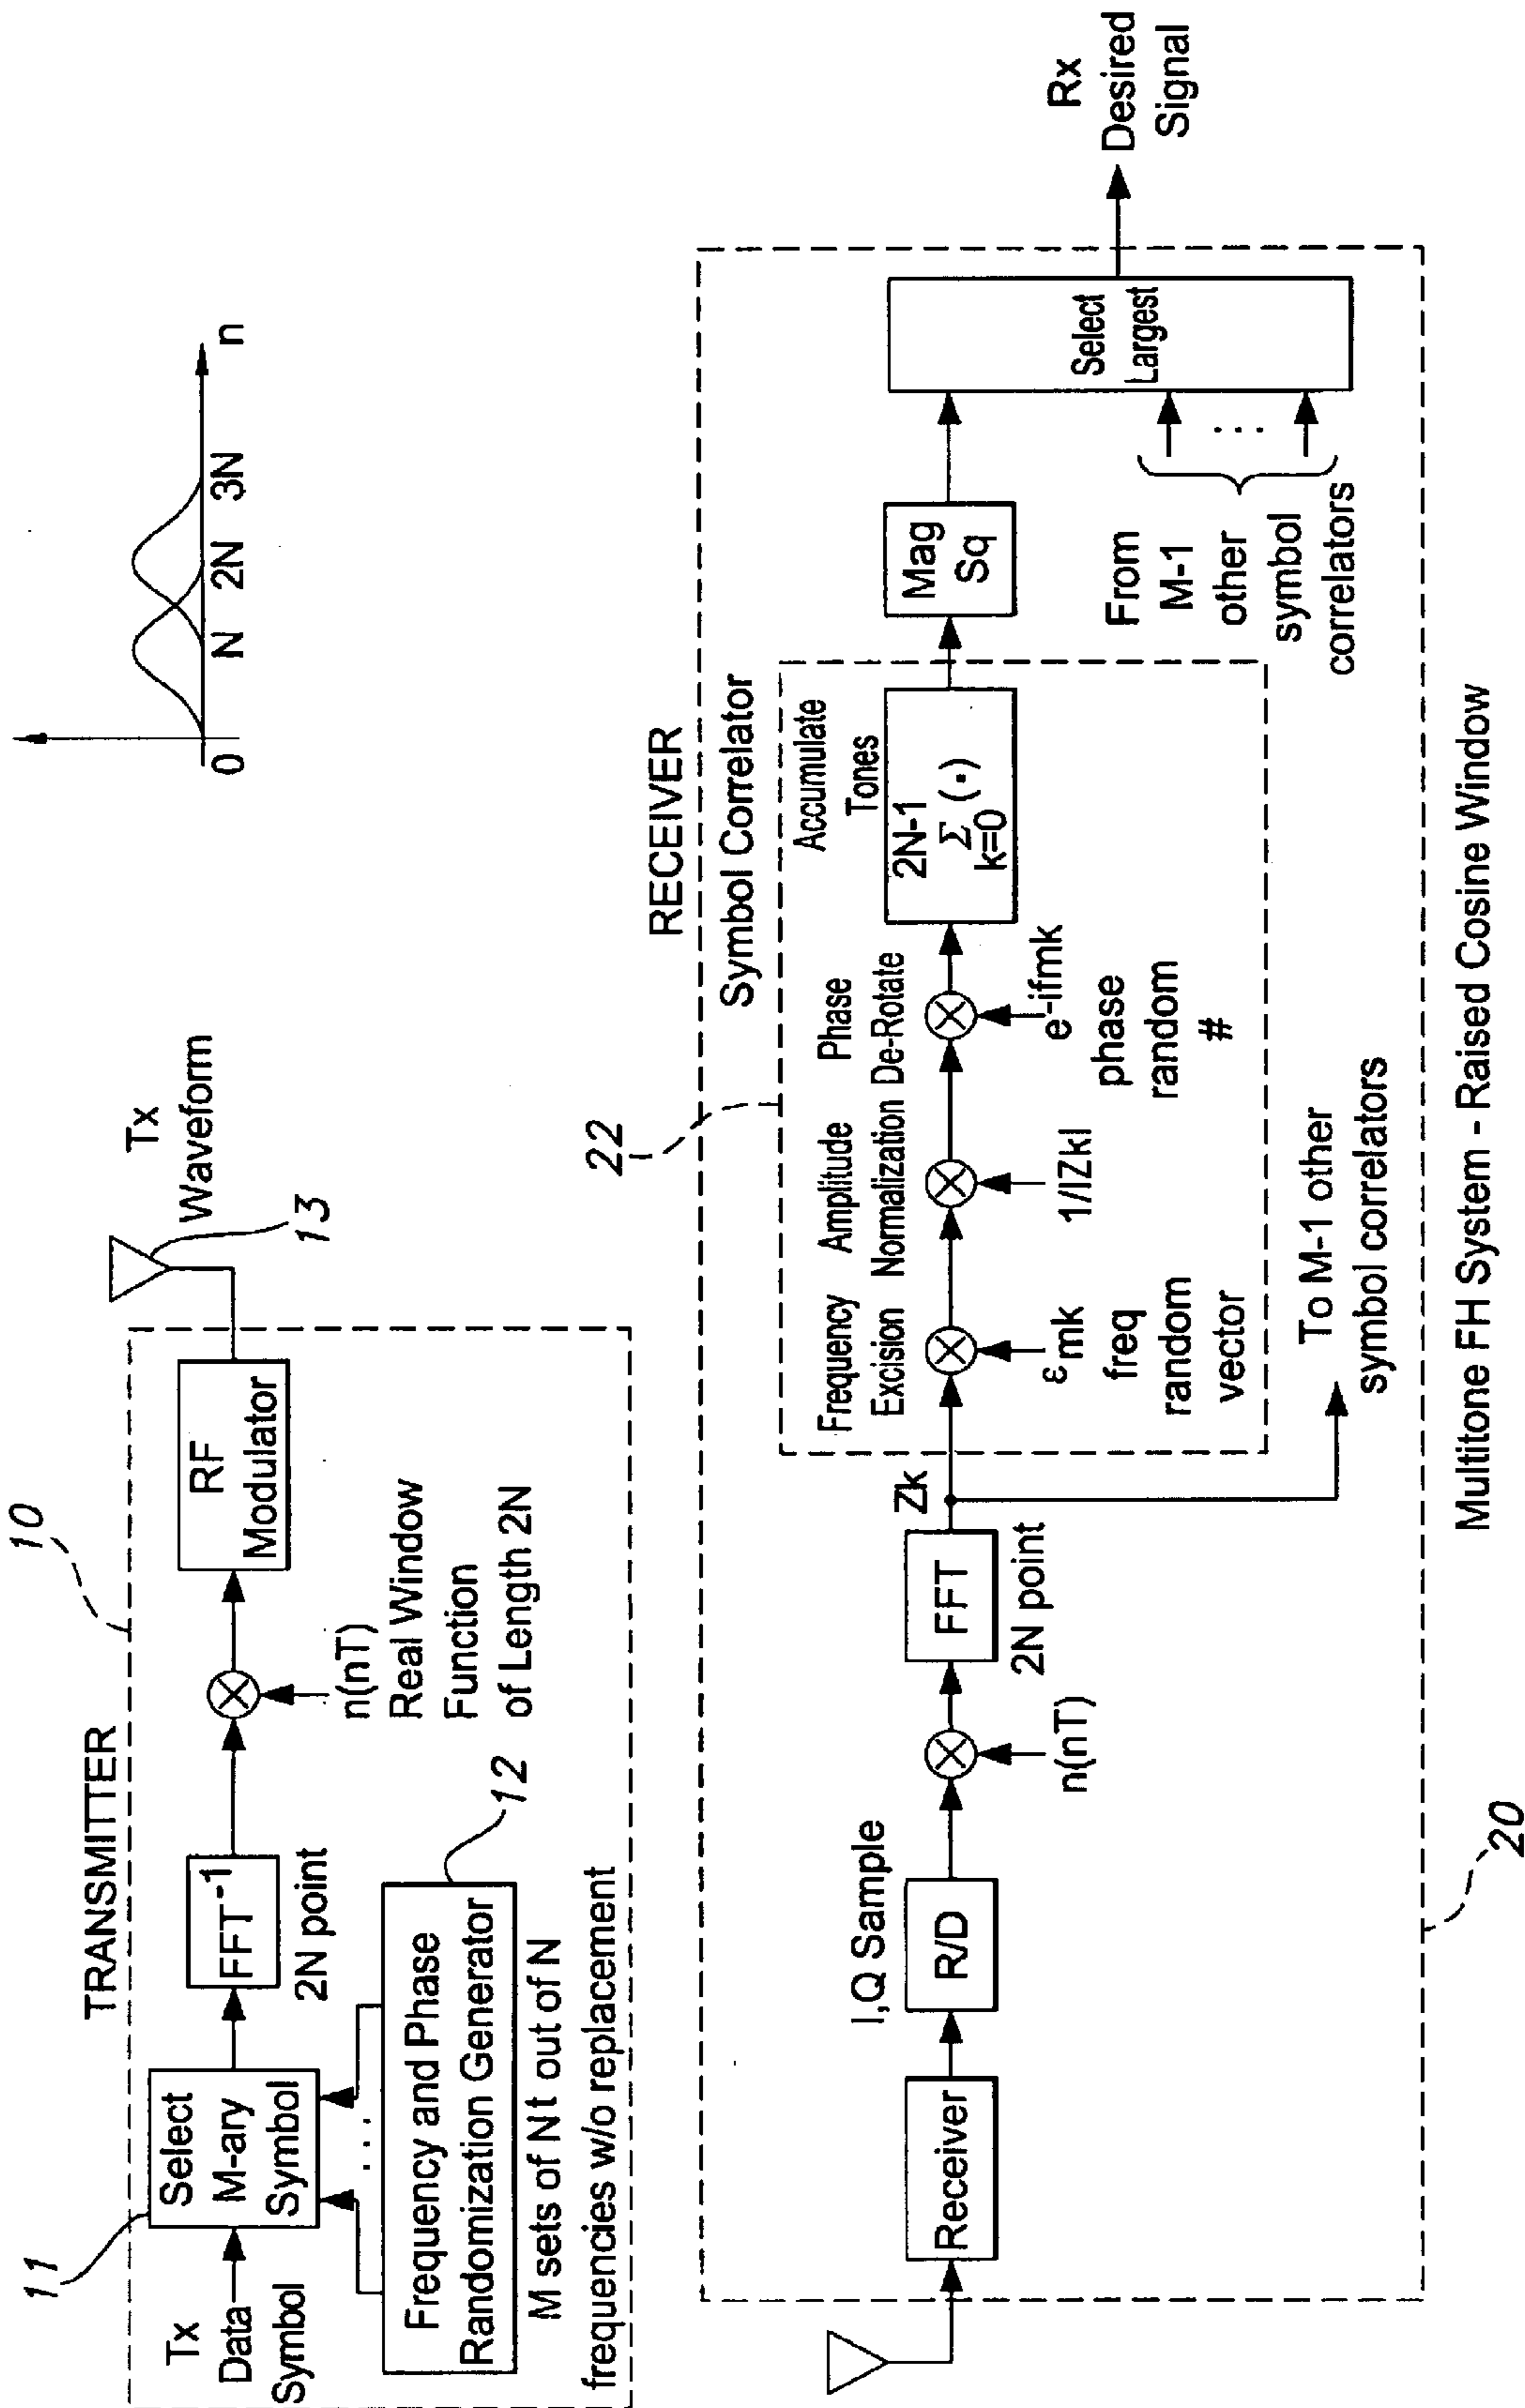 TRANSMITTER
10
11
Tx
Data
Symbol
Select
M-ary
Symbol
FFT-1
2N point
n(nT)
Real Window
Function
of Length 2N
RF
Modulator
Tx
Waveform
13
. . .
Frequency and Phase
Randomization Generator
12
M sets of Nt out of N
frequencies w/o replacement
0
N
2N
3N
n
RECEIVER
Receiver
I,Q Sample
R/D
n(nT)
FFT
2N point
Zk
22
Symbol Correlator
Frequency
Excision
εmk
freq
random
vector
Amplitude
Normalization
1/|Zk|
Phase
De-Rotate
e-ifmk
phase
random
#
Accumulate
Tones
2N-1
Σ (•)
k=0
Mag
Sq
Select
Largest
Rx
Desired
Signal
. . .
From
M-1
other
symbol
correlators
To M-1 other
symbol correlators
20
Multitone FH System - Raised Cosine Window